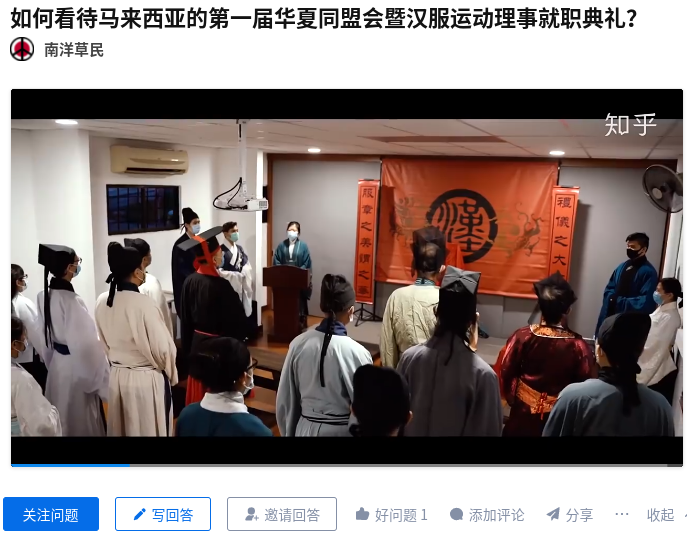 如何看待马来西亚的第一届华夏同盟会暨汉服运动理事就职典礼?
南洋草民
知乎
服章之美謂之華
禮儀之大
漢
关注问题
写回答
邀请回答
好问题 1
添加评论
分享
···
收起